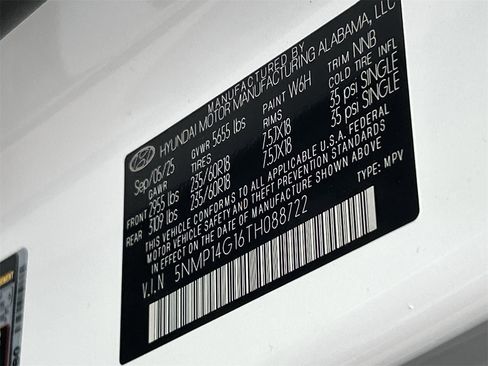 MANUFACTURED BY
HYUNDAI MOTOR MANUFACTURING ALABAMA, LLC
Sep/05/25 GVWR 5655 lbs PAINT W6H TRIM NNB
GAWR TIRES RIMS COLD TIRE INFL
FRONT 2955 lbs 235/60R18 7.5JX18 35 psi SINGLE
REAR 3109 lbs 235/60R18 7.5JX18 35 psi SINGLE
THIS VEHICLE CONFORMS TO ALL APPLICABLE U.S.A. FEDERAL
MOTOR VEHICLE SAFETY AND THEFT PREVENTION STANDARDS
IN EFFECT ON THE DATE OF MANUFACTURE SHOWN ABOVE
V.I.N 5NMP14G16TH088722 TYPE: MPV